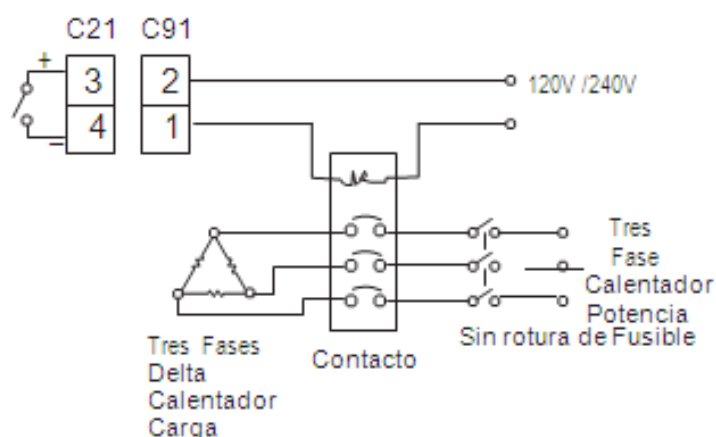 C21 C91
+
3 2
4 1
−
120V /240V
Tres
Fase
Calentador
Potencia
Sin rotura de Fusible
Contacto
Tres Fases
Delta
Calentador
Carga